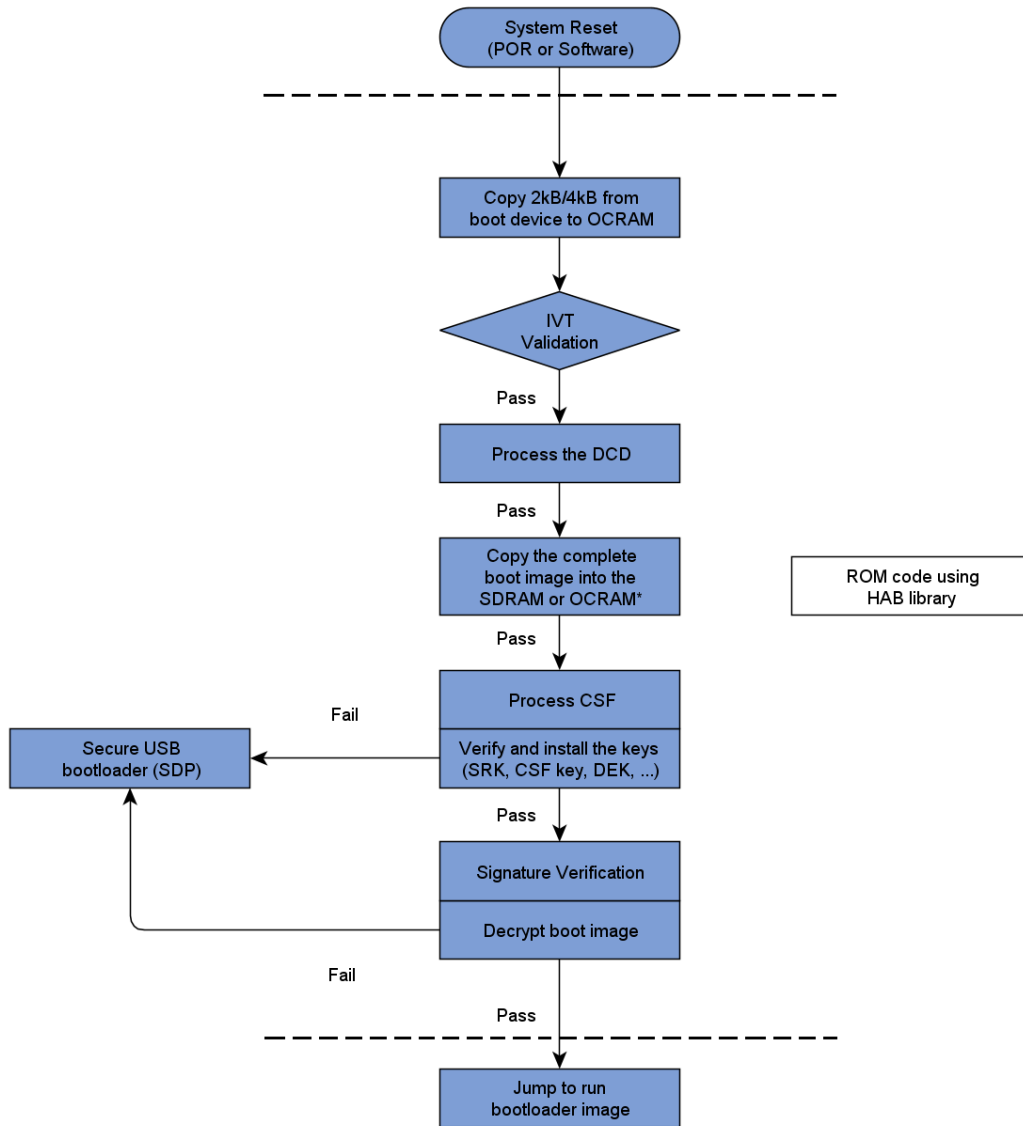 System Reset
(POR or Software)
Copy 2kB/4kB from
boot device to OCRAM
IVT
Validation
Pass
Process the DCD
Pass
Copy the complete
boot image into the
SDRAM or OCRAM*
ROM code using
HAB library
Pass
Process CSF
Fail
Secure USB
bootloader (SDP)
Verify and install the keys
(SRK, CSF key, DEK, ...)
Pass
Signature Verification
Decrypt boot image
Fail
Pass
Jump to run
bootloader image